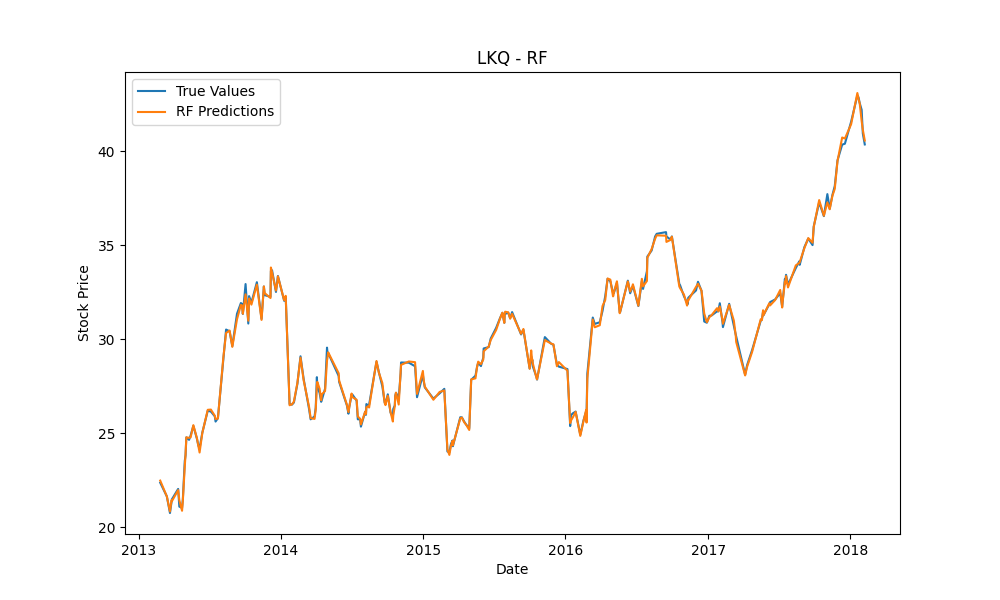 LKQ - RF
True Values
RF Predictions
40
35
30
25
20
Stock Price
2013 2014 2015 2016 2017 2018
Date